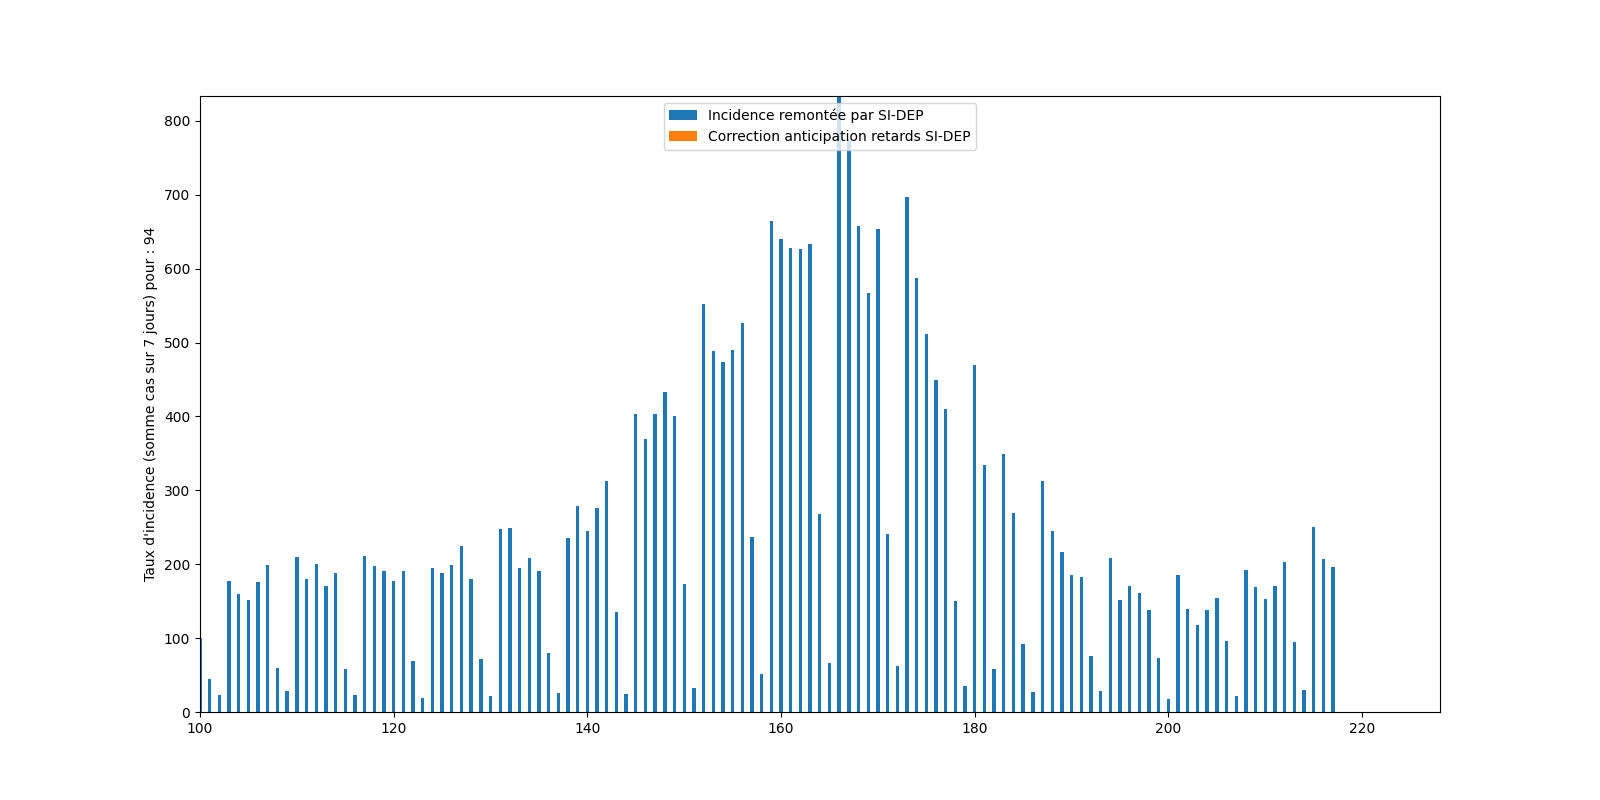 Incidence remontée par SI-DEP
Correction anticipation retards SI-DEP
Taux d'incidence (somme cas sur 7 jours) pour : 94
800
700
600
500
400
300
200
100
0
100 120 140 160 180 200 220